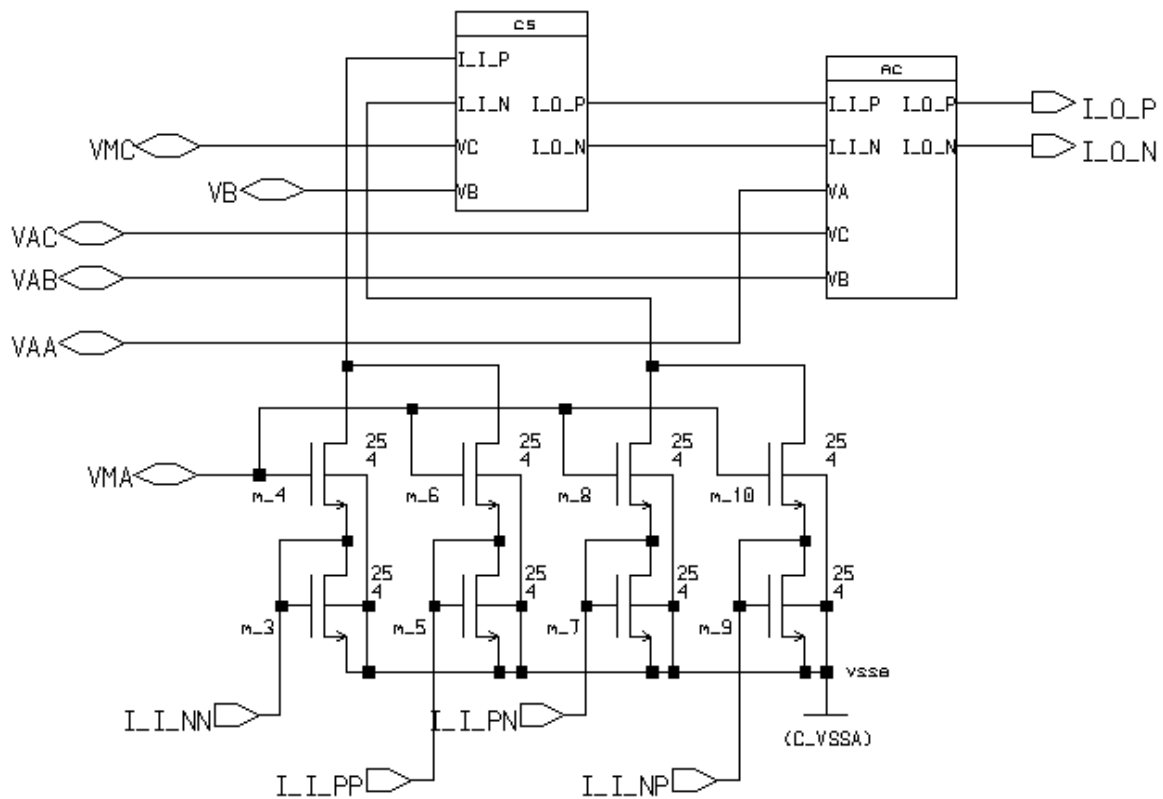 CS
I_I_P
I_I_N I_O_P
VC I_O_N
VB
AC
I_I_P I_O_P
I_I_N I_O_N
VA
VC
VB
I_O_P
I_O_N
VMC
VB
VAC
VAB
VAA
VMA
25
4
m_4
25
4
m_6
25
4
m_8
25
4
m_10
25
4
m_3
25
4
m_5
25
4
m_7
25
4
m_9
vssa
(C_VSSA)
I_I_NN
I_I_PN
I_I_PP
I_I_NP